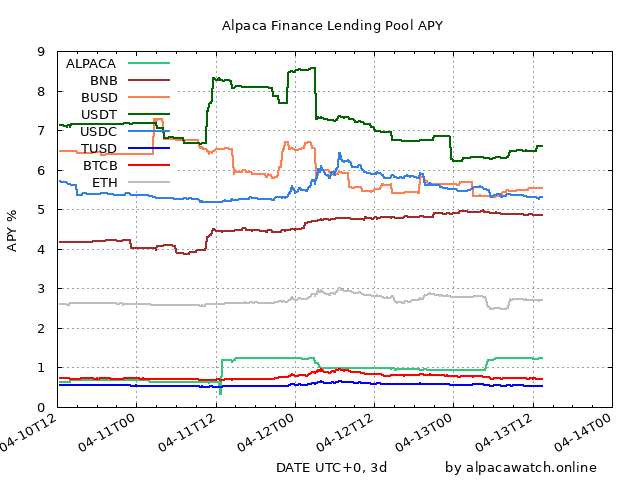 Alpaca Finance Lending Pool APY
9
8
7
6
5
4
3
2
1
0
APY %
ALPACA
BNB
BUSD
USDT
USDC
TUSD
BTCB
ETH
04-10T12
04-11T00
04-11T12
04-12T00
04-12T12
04-13T00
04-13T12
04-14T00
DATE UTC+0, 3d
by alpacawatch.online